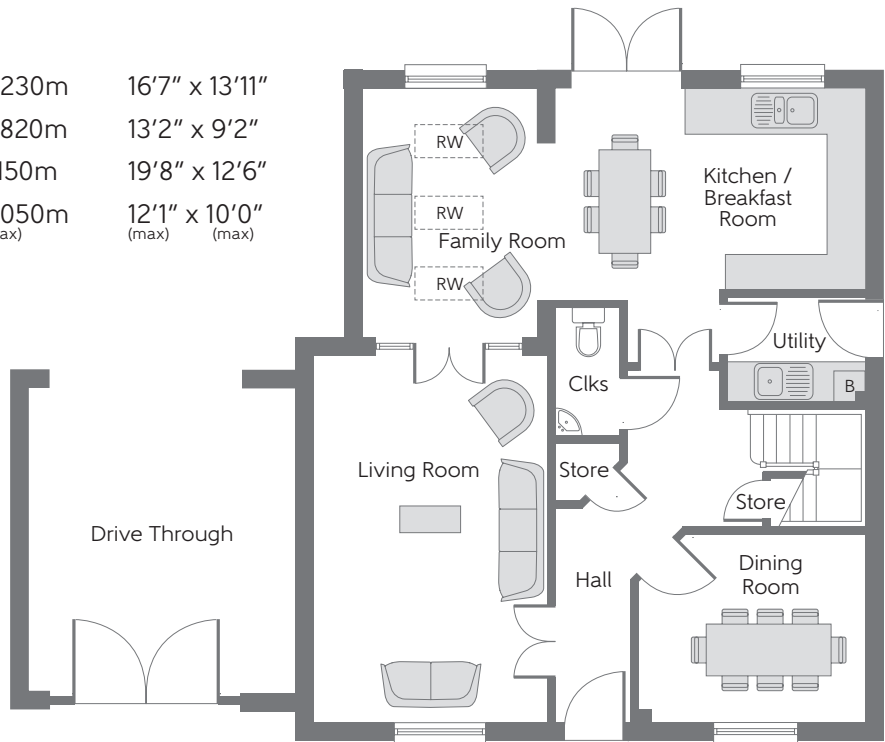 230m 16'7" x 13'11"
820m 13'2" x 9'2"
150m 19'8" x 12'6"
050m 12'1" x 10'0"
ax) (max) (max)
RW
RW
Family Room
RW
Kitchen /
Breakfast
Room
Utility
B
Clks
Living Room
Store
Store
Drive Through
Hall
Dining
Room